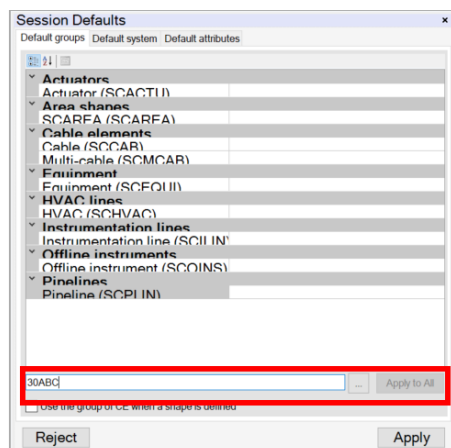 Session Defaults
Default groups Default system Default attributes
Actuators
Actuator (SCACTU)
Area shapes
SCAREA (SCAREA)
Cable elements
Cable (SCCAB)
Multi-cable (SCMCAB)
Equipment
Equipment (SCEQUI)
HVAC lines
HVAC (SCHVAC)
Instrumentation lines
Instrumentation line (SCILIN)
Offline instruments
Offline instrument (SCOINS)
Pipelines
Pipeline (SCPLIN)
30ABC
... Apply to All
Use the group of CE when a shape is defined
Reject Apply